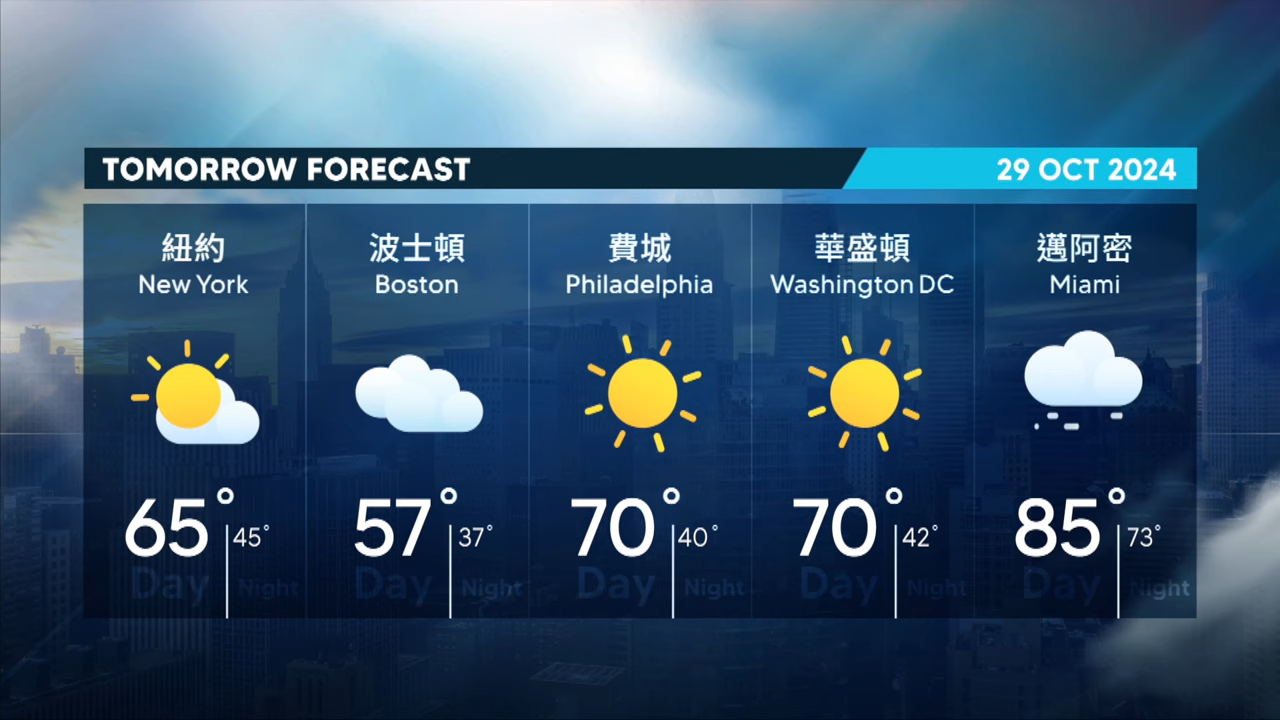 TOMORROW FORECAST
29 OCT 2024
紐約
New York
65°
45°
Day
Night
波士頓
Boston
57°
37°
Day
Night
費城
Philadelphia
70°
40°
Day
Night
華盛頓
Washington DC
70°
42°
Day
Night
邁阿密
Miami
85°
73°
Day
Night